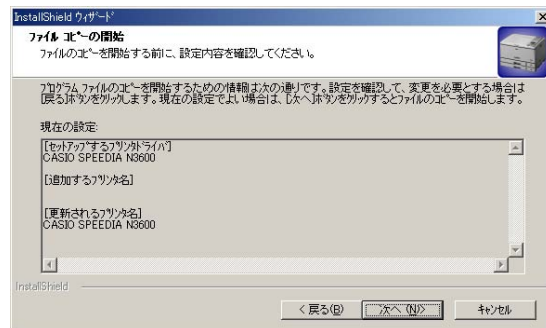 InstallShield ウィザード
ファイル コピーの開始
ファイルのコピーを開始する前に、設定内容を確認してください。
プログラム ファイルのコピーを開始するための情報は次の通りです。設定を確認して、変更を必要とする場合は
[戻る]ボタンをクリックします。現在の設定でよい場合は、[次へ]ボタンをクリックするとファイルのコピーを開始します。
現在の設定:
[セットアップするプリンタドライバ]
CASIO SPEEDIA N3600
[追加するプリンタ名]
[更新されるプリンタ名]
CASIO SPEEDIA N3600
InstallShield
< 戻る(B)
次へ (N)>
キャンセル